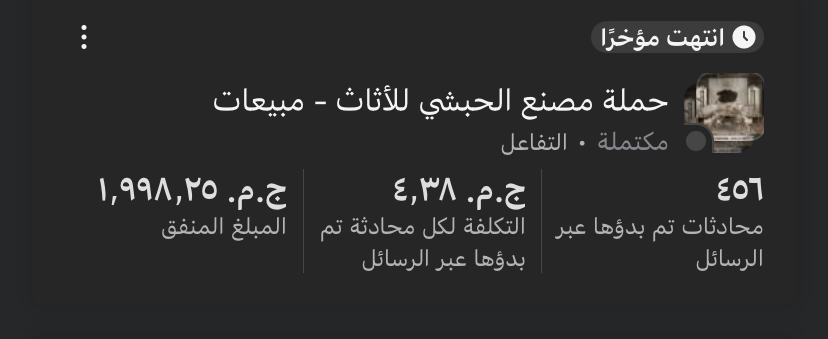 انتهت مؤخرًا
حملة مصنع الحبشي للأثاث - مبيعات
مكتملة • التفاعل
٤٥٦
محادثات تم بدؤها عبر
الرسائل
ج.م. ٤,٣٨
التكلفة لكل محادثة تم
بدؤها عبر الرسائل
ج.م. ١,٩٩٨,٢٥
المبلغ المنفق